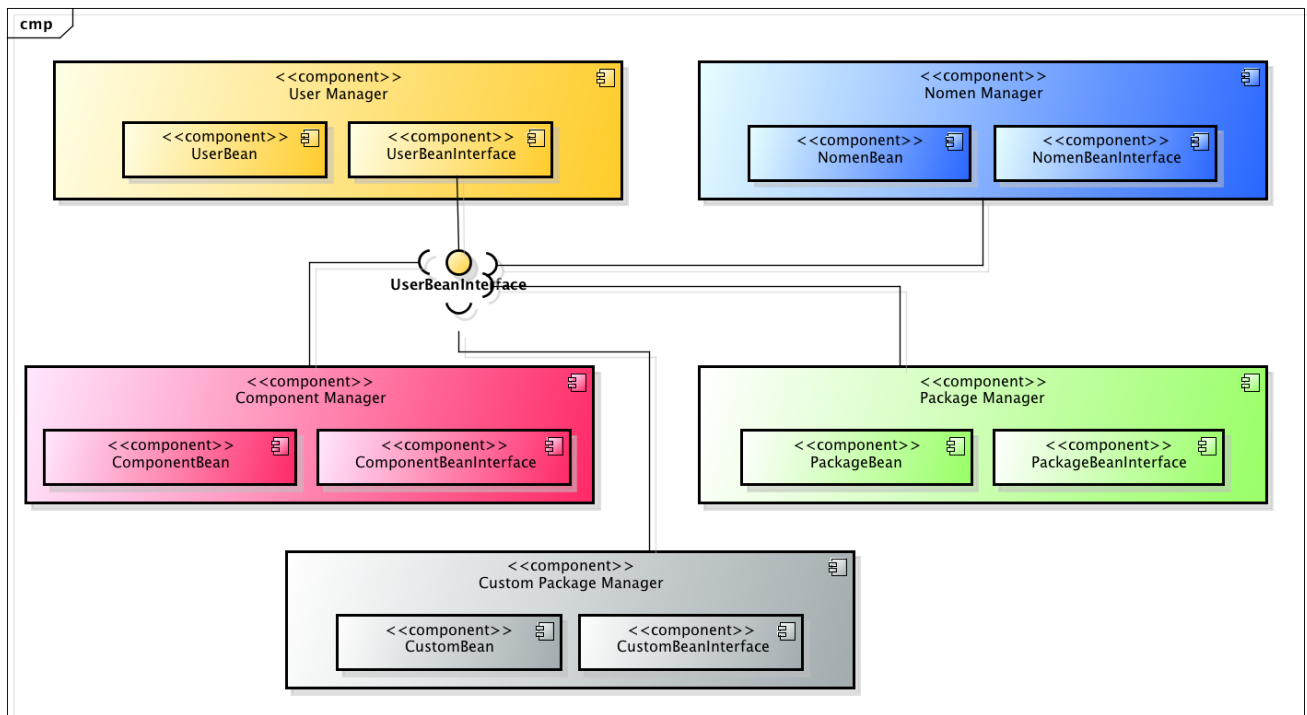 cmp
<<component>>
User Manager
<<component>>
UserBean
<<component>>
UserBeanInterface
<<component>>
Nomen Manager
<<component>>
NomenBean
<<component>>
NomenBeanInterface
UserBeanInterface
<<component>>
Component Manager
<<component>>
ComponentBean
<<component>>
ComponentBeanInterface
<<component>>
Package Manager
<<component>>
PackageBean
<<component>>
PackageBeanInterface
<<component>>
Custom Package Manager
<<component>>
CustomBean
<<component>>
CustomBeanInterface